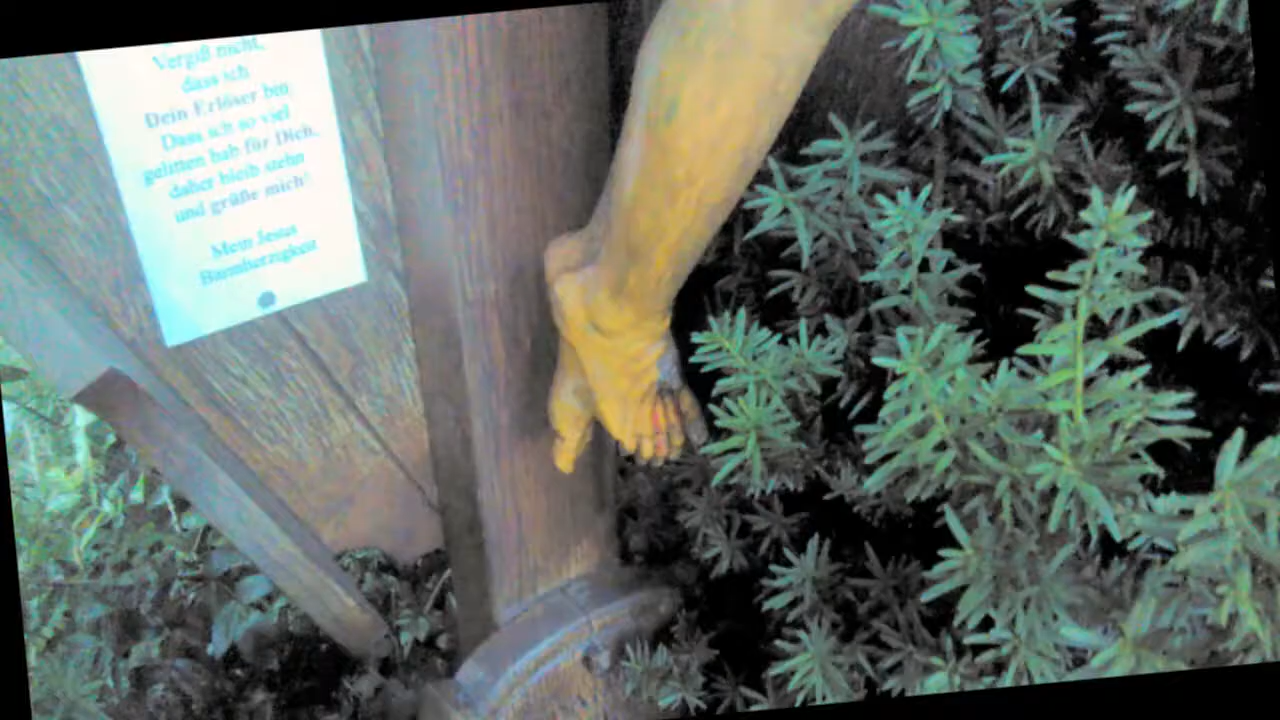 Vergiß nicht,
dass ich
Dein Erlöser bin
Dass ich so viel
gelitten hab für Dich,
daher bleib stehn
und grüße mich!
Mein Jesus
Barmherzigkeit